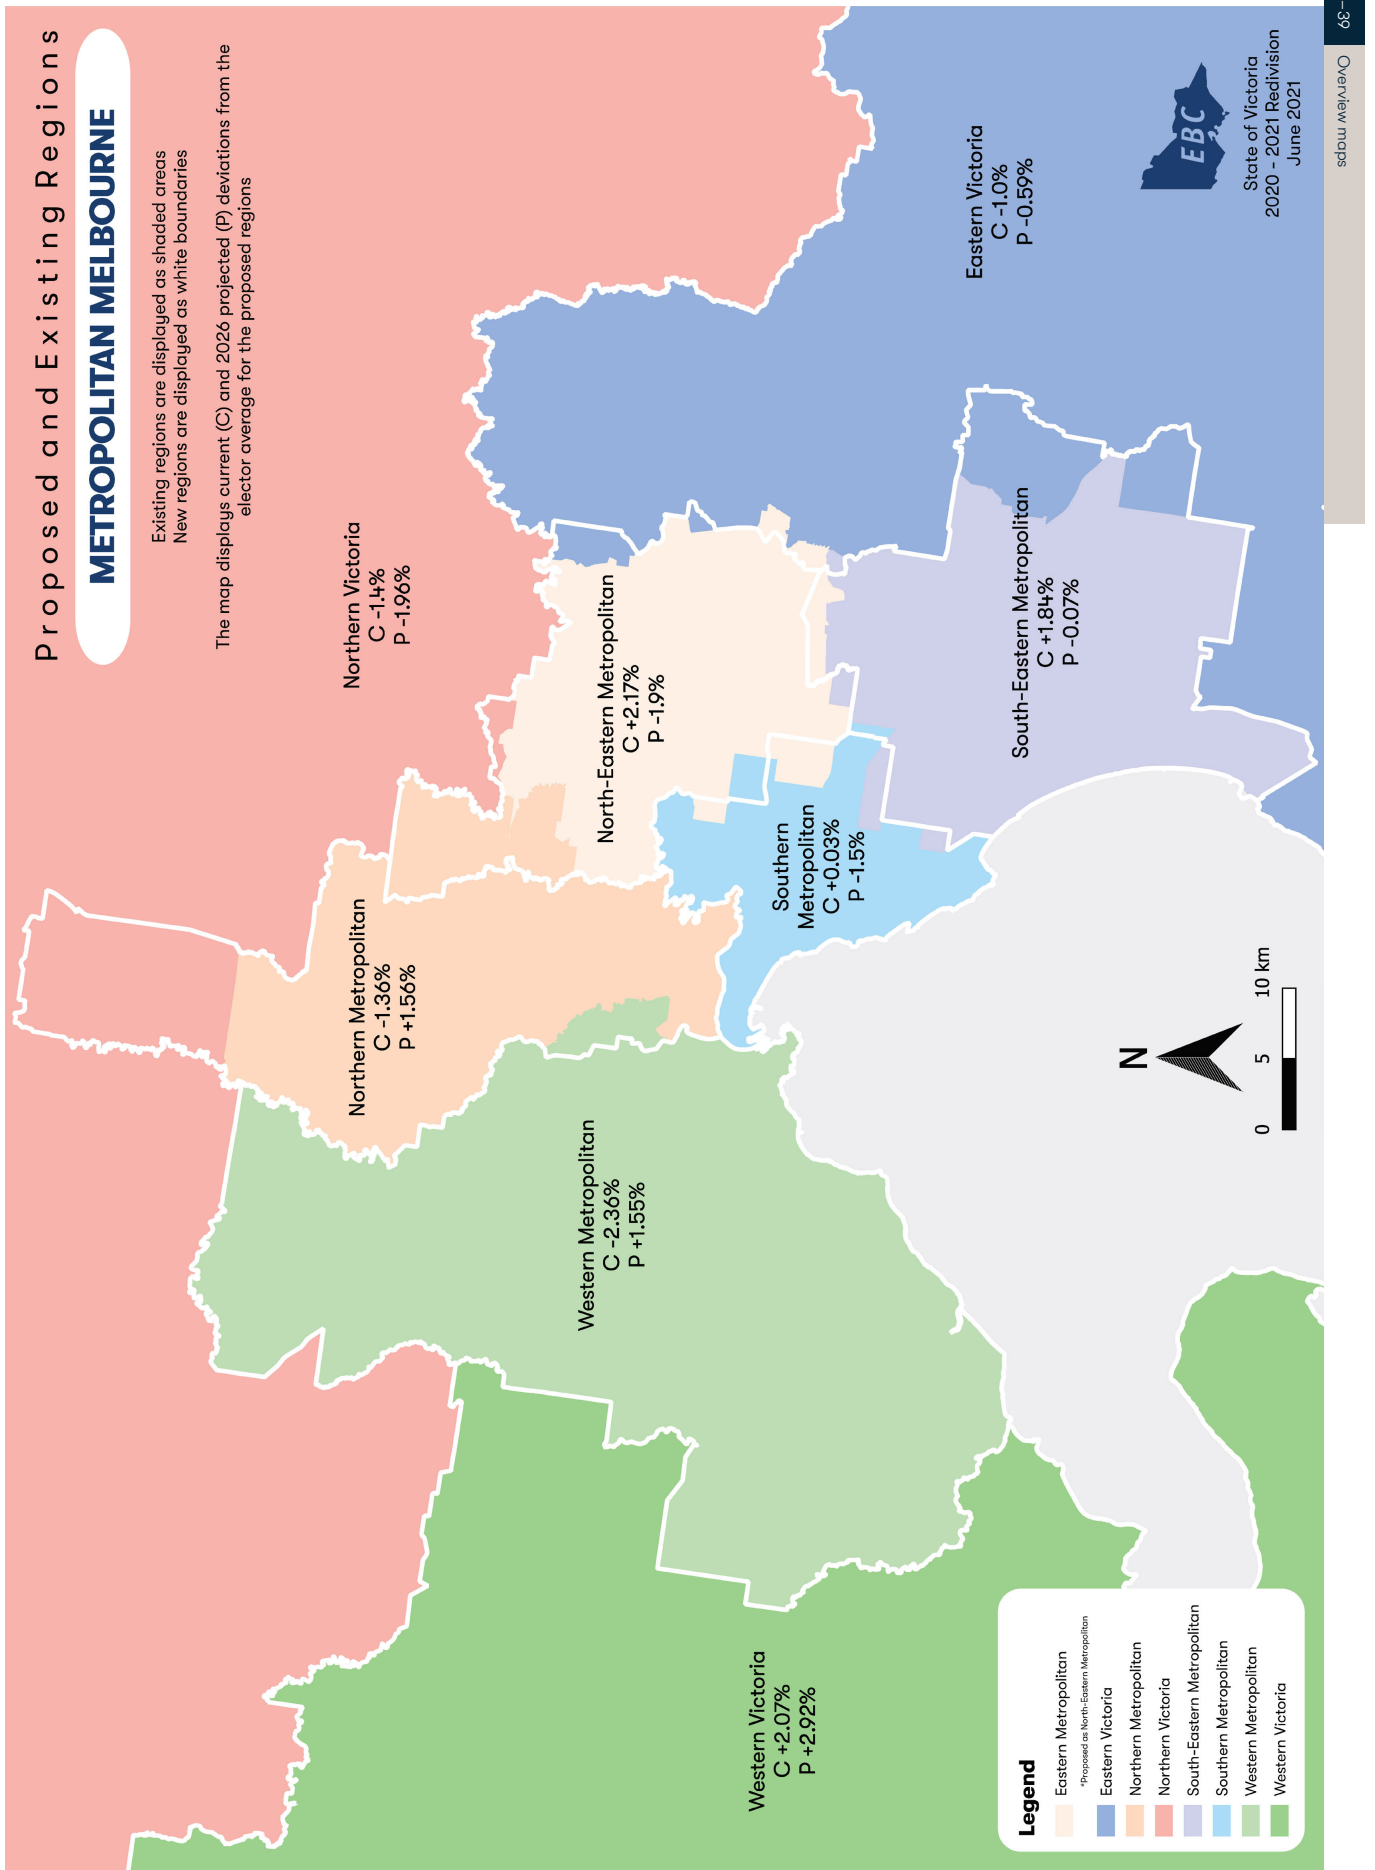 Proposed and Existing Regions
METROPOLITAN MELBOURNE
Existing regions are displayed as shaded areas
New regions are displayed as white boundaries
The map displays current (C) and 2026 projected (P) deviations from the
elector average for the proposed regions
Northern Victoria
C -1.4%
P -1.96%
Northern Metropolitan
C -1.36%
P +1.56%
North-Eastern Metropolitan
C +2.17%
P -1.9%
Western Metropolitan
C -2.36%
P +1.55%
Southern
Metropolitan
C +0.03%
P -1.5%
Eastern Victoria
C -1.0%
P -0.59%
South-Eastern Metropolitan
C +1.84%
P -0.07%
Western Victoria
C +2.07%
P +2.92%
Legend
Eastern Metropolitan
*Proposed as North-Eastern Metropolitan
Eastern Victoria
Northern Metropolitan
Northern Victoria
South-Eastern Metropolitan
Southern Metropolitan
Western Metropolitan
Western Victoria
N
0 5 10 km
EBC
State of Victoria
2020 - 2021 Redivision
June 2021
–39
Overview maps